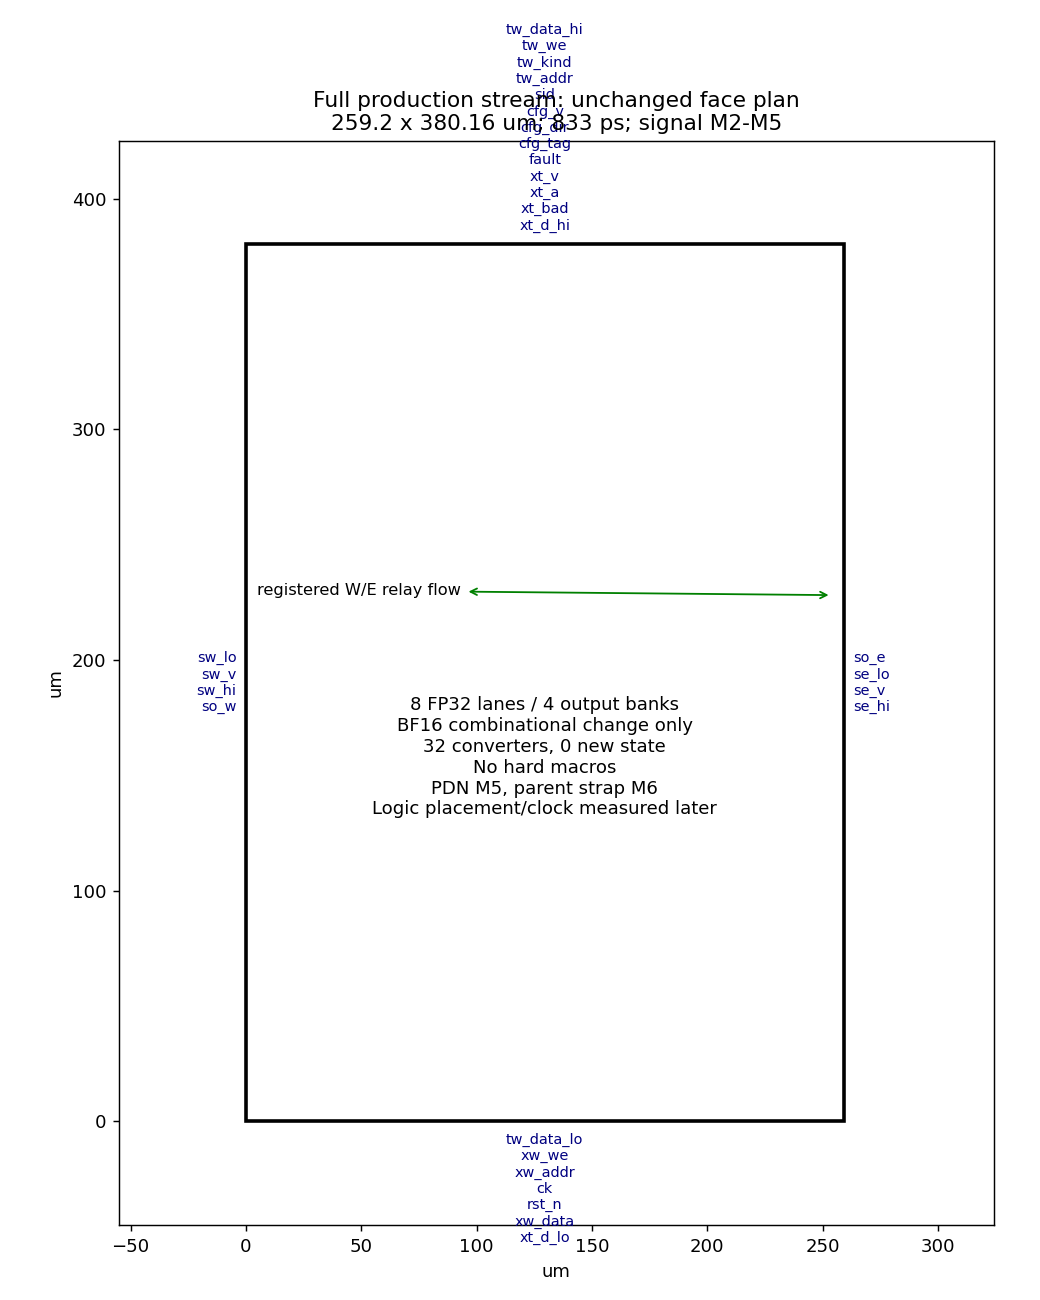 tw_data_hi
tw_we
tw_kind
tw_addr
sid
Full production stream: unchanged face plan
cfg_v
259.2 x 380.16 um; 833 ps; signal M2-M5
cfg_dir
cfg_tag
fault
xt_v
xt_a
xt_bad
xt_d_hi
400
300
200
100
0
um
registered W/E relay flow
sw_lo
sw_v
sw_hi
so_w
so_e
se_lo
se_v
se_hi
8 FP32 lanes / 4 output banks
BF16 combinational change only
32 converters, 0 new state
No hard macros
PDN M5, parent strap M6
Logic placement/clock measured later
tw_data_lo
xw_we
xw_addr
ck
rst_n
xw_data
xt_d_lo
−50 0 50 100 150 200 250 300
um